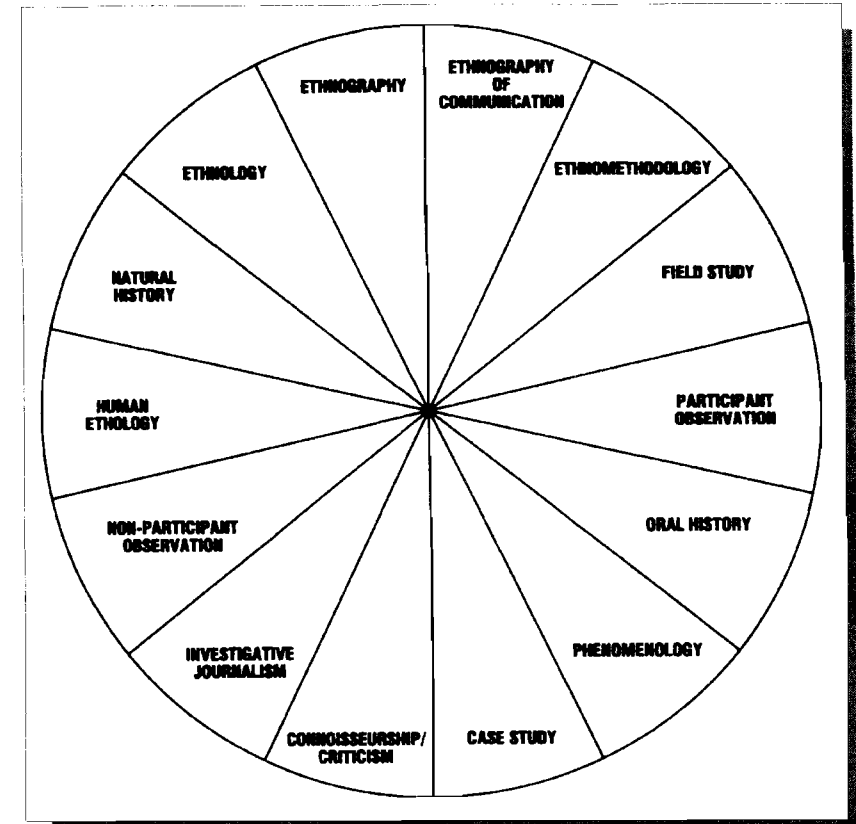 ETHNOGRAPHY
ETHNOGRAPHY
OF
COMMUNICATION
ETHNOMETHODOLOGY
FIELD STUDY
PARTICIPANT
OBSERVATION
ORAL HISTORY
PHENOMENOLOGY
CASE STUDY
CONNOISSEURSHIP/
CRITICISM
INVESTIGATIVE
JOURNALISM
NON-PARTICIPANT
OBSERVATION
HUMAN
ETHOLOGY
NATURAL
HISTORY
ETHNOLOGY